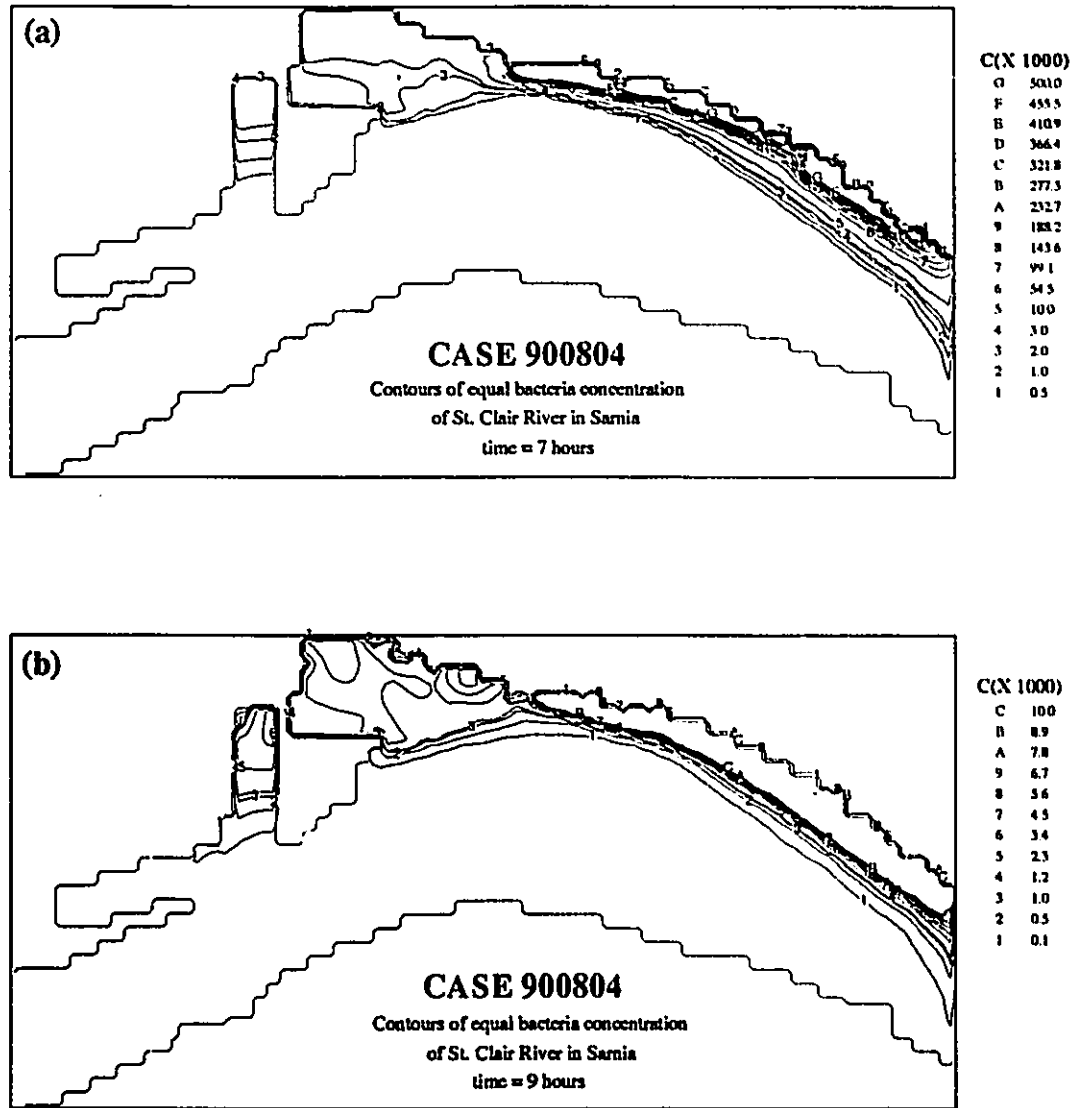 (a)
C(X 1000)
G 500.0
F 455.5
E 410.9
D 366.4
C 321.8
B 277.3
A 232.7
9 188.2
8 143.6
7 99.1
6 54.5
5 10.0
4 3.0
3 2.0
2 1.0
1 0.5
CASE 900804
Contours of equal bacteria concentration
of St. Clair River in Sarnia
time = 7 hours
(b)
C(X 1000)
C 10.0
B 8.9
A 7.8
9 6.7
8 5.6
7 4.5
6 3.4
5 2.3
4 1.2
3 1.0
2 0.5
1 0.1
CASE 900804
Contours of equal bacteria concentration
of St. Clair River in Sarnia
time = 9 hours